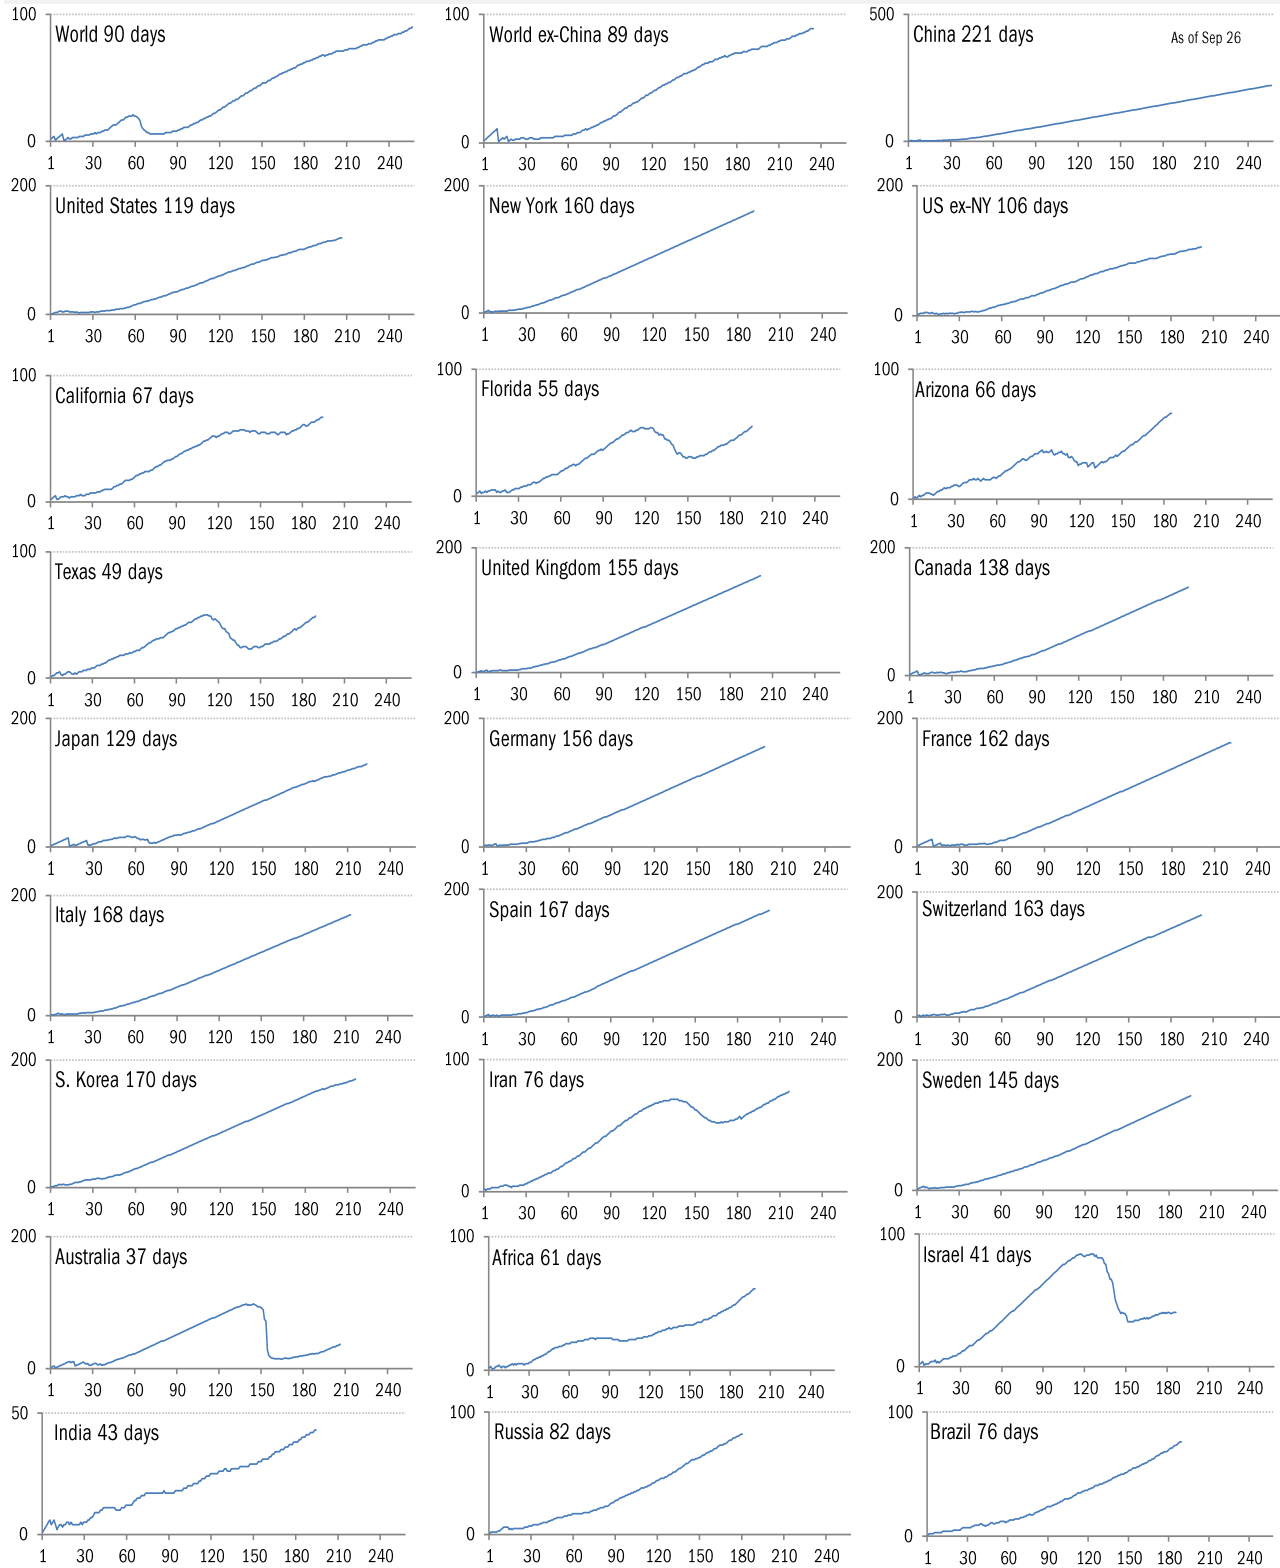 100 World 90 days
0
1 30 60 90 120 150 180 210 240
100 World ex-China 89 days
0
1 30 60 90 120 150 180 210 240
500 China 221 days As of Sep 26
0
1 30 60 90 120 150 180 210 240
200 United States 119 days
0
1 30 60 90 120 150 180 210 240
200 New York 160 days
0
1 30 60 90 120 150 180 210 240
200 US ex-NY 106 days
0
1 30 60 90 120 150 180 210 240
100 California 67 days
0
1 30 60 90 120 150 180 210 240
100 Florida 55 days
0
1 30 60 90 120 150 180 210 240
100 Arizona 66 days
0
1 30 60 90 120 150 180 210 240
100 Texas 49 days
0
1 30 60 90 120 150 180 210 240
200 United Kingdom 155 days
0
1 30 60 90 120 150 180 210 240
200 Canada 138 days
0
1 30 60 90 120 150 180 210 240
200 Japan 129 days
0
1 30 60 90 120 150 180 210 240
200 Germany 156 days
0
1 30 60 90 120 150 180 210 240
200 France 162 days
0
1 30 60 90 120 150 180 210 240
200 Italy 168 days
0
1 30 60 90 120 150 180 210 240
200 Spain 167 days
0
1 30 60 90 120 150 180 210 240
200 Switzerland 163 days
0
1 30 60 90 120 150 180 210 240
200 S. Korea 170 days
0
1 30 60 90 120 150 180 210 240
100 Iran 76 days
0
1 30 60 90 120 150 180 210 240
200 Sweden 145 days
0
1 30 60 90 120 150 180 210 240
200 Australia 37 days
0
1 30 60 90 120 150 180 210 240
100 Africa 61 days
0
1 30 60 90 120 150 180 210 240
100 Israel 41 days
0
1 30 60 90 120 150 180 210 240
50 India 43 days
0
1 30 60 90 120 150 180 210 240
100 Russia 82 days
0
1 30 60 90 120 150 180 210 240
100 Brazil 76 days
0
1 30 60 90 120 150 180 210 240